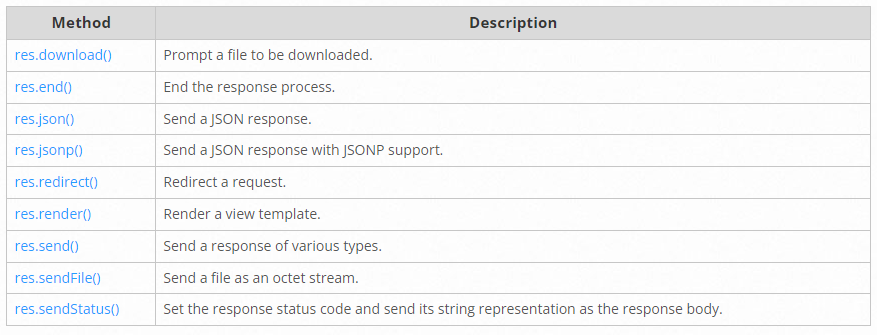 Method Description
res.download() Prompt a file to be downloaded.
res.end() End the response process.
res.json() Send a JSON response.
res.jsonp() Send a JSON response with JSONP support.
res.redirect() Redirect a request.
res.render() Render a view template.
res.send() Send a response of various types.
res.sendFile() Send a file as an octet stream.
res.sendStatus() Set the response status code and send its string representation as the response body.